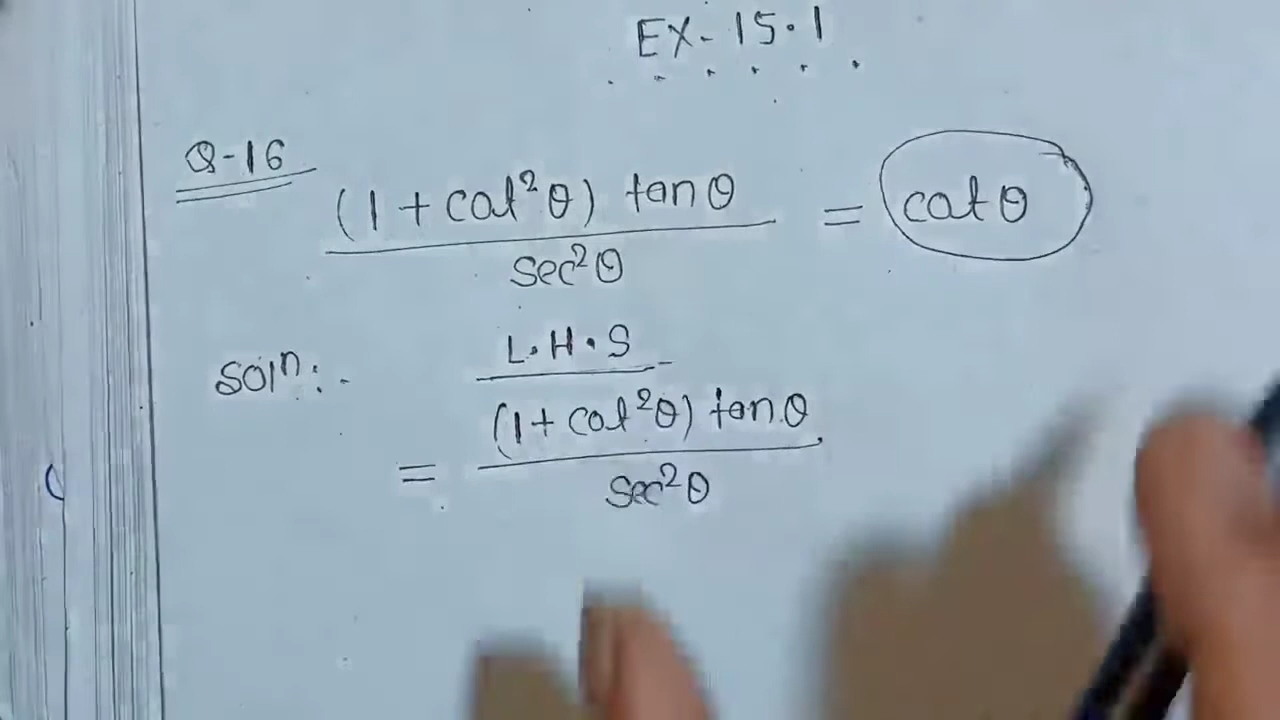 EX- 15.1
Q-16
(1 + cot²θ) tanθ = cotθ
sec²θ
Soln:-
L.H.S
= (1 + cot²θ) tanθ
sec²θ